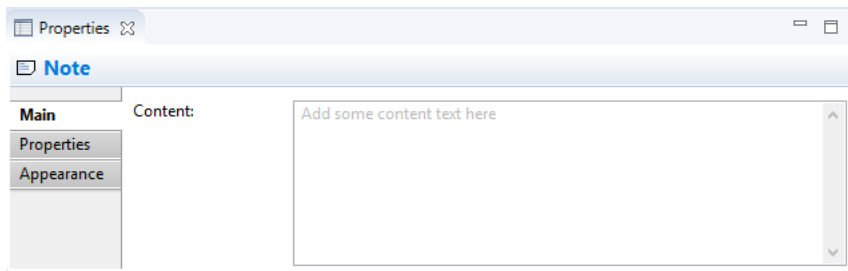 Properties
Note
Main
Content:
Add some content text here
Properties
Appearance